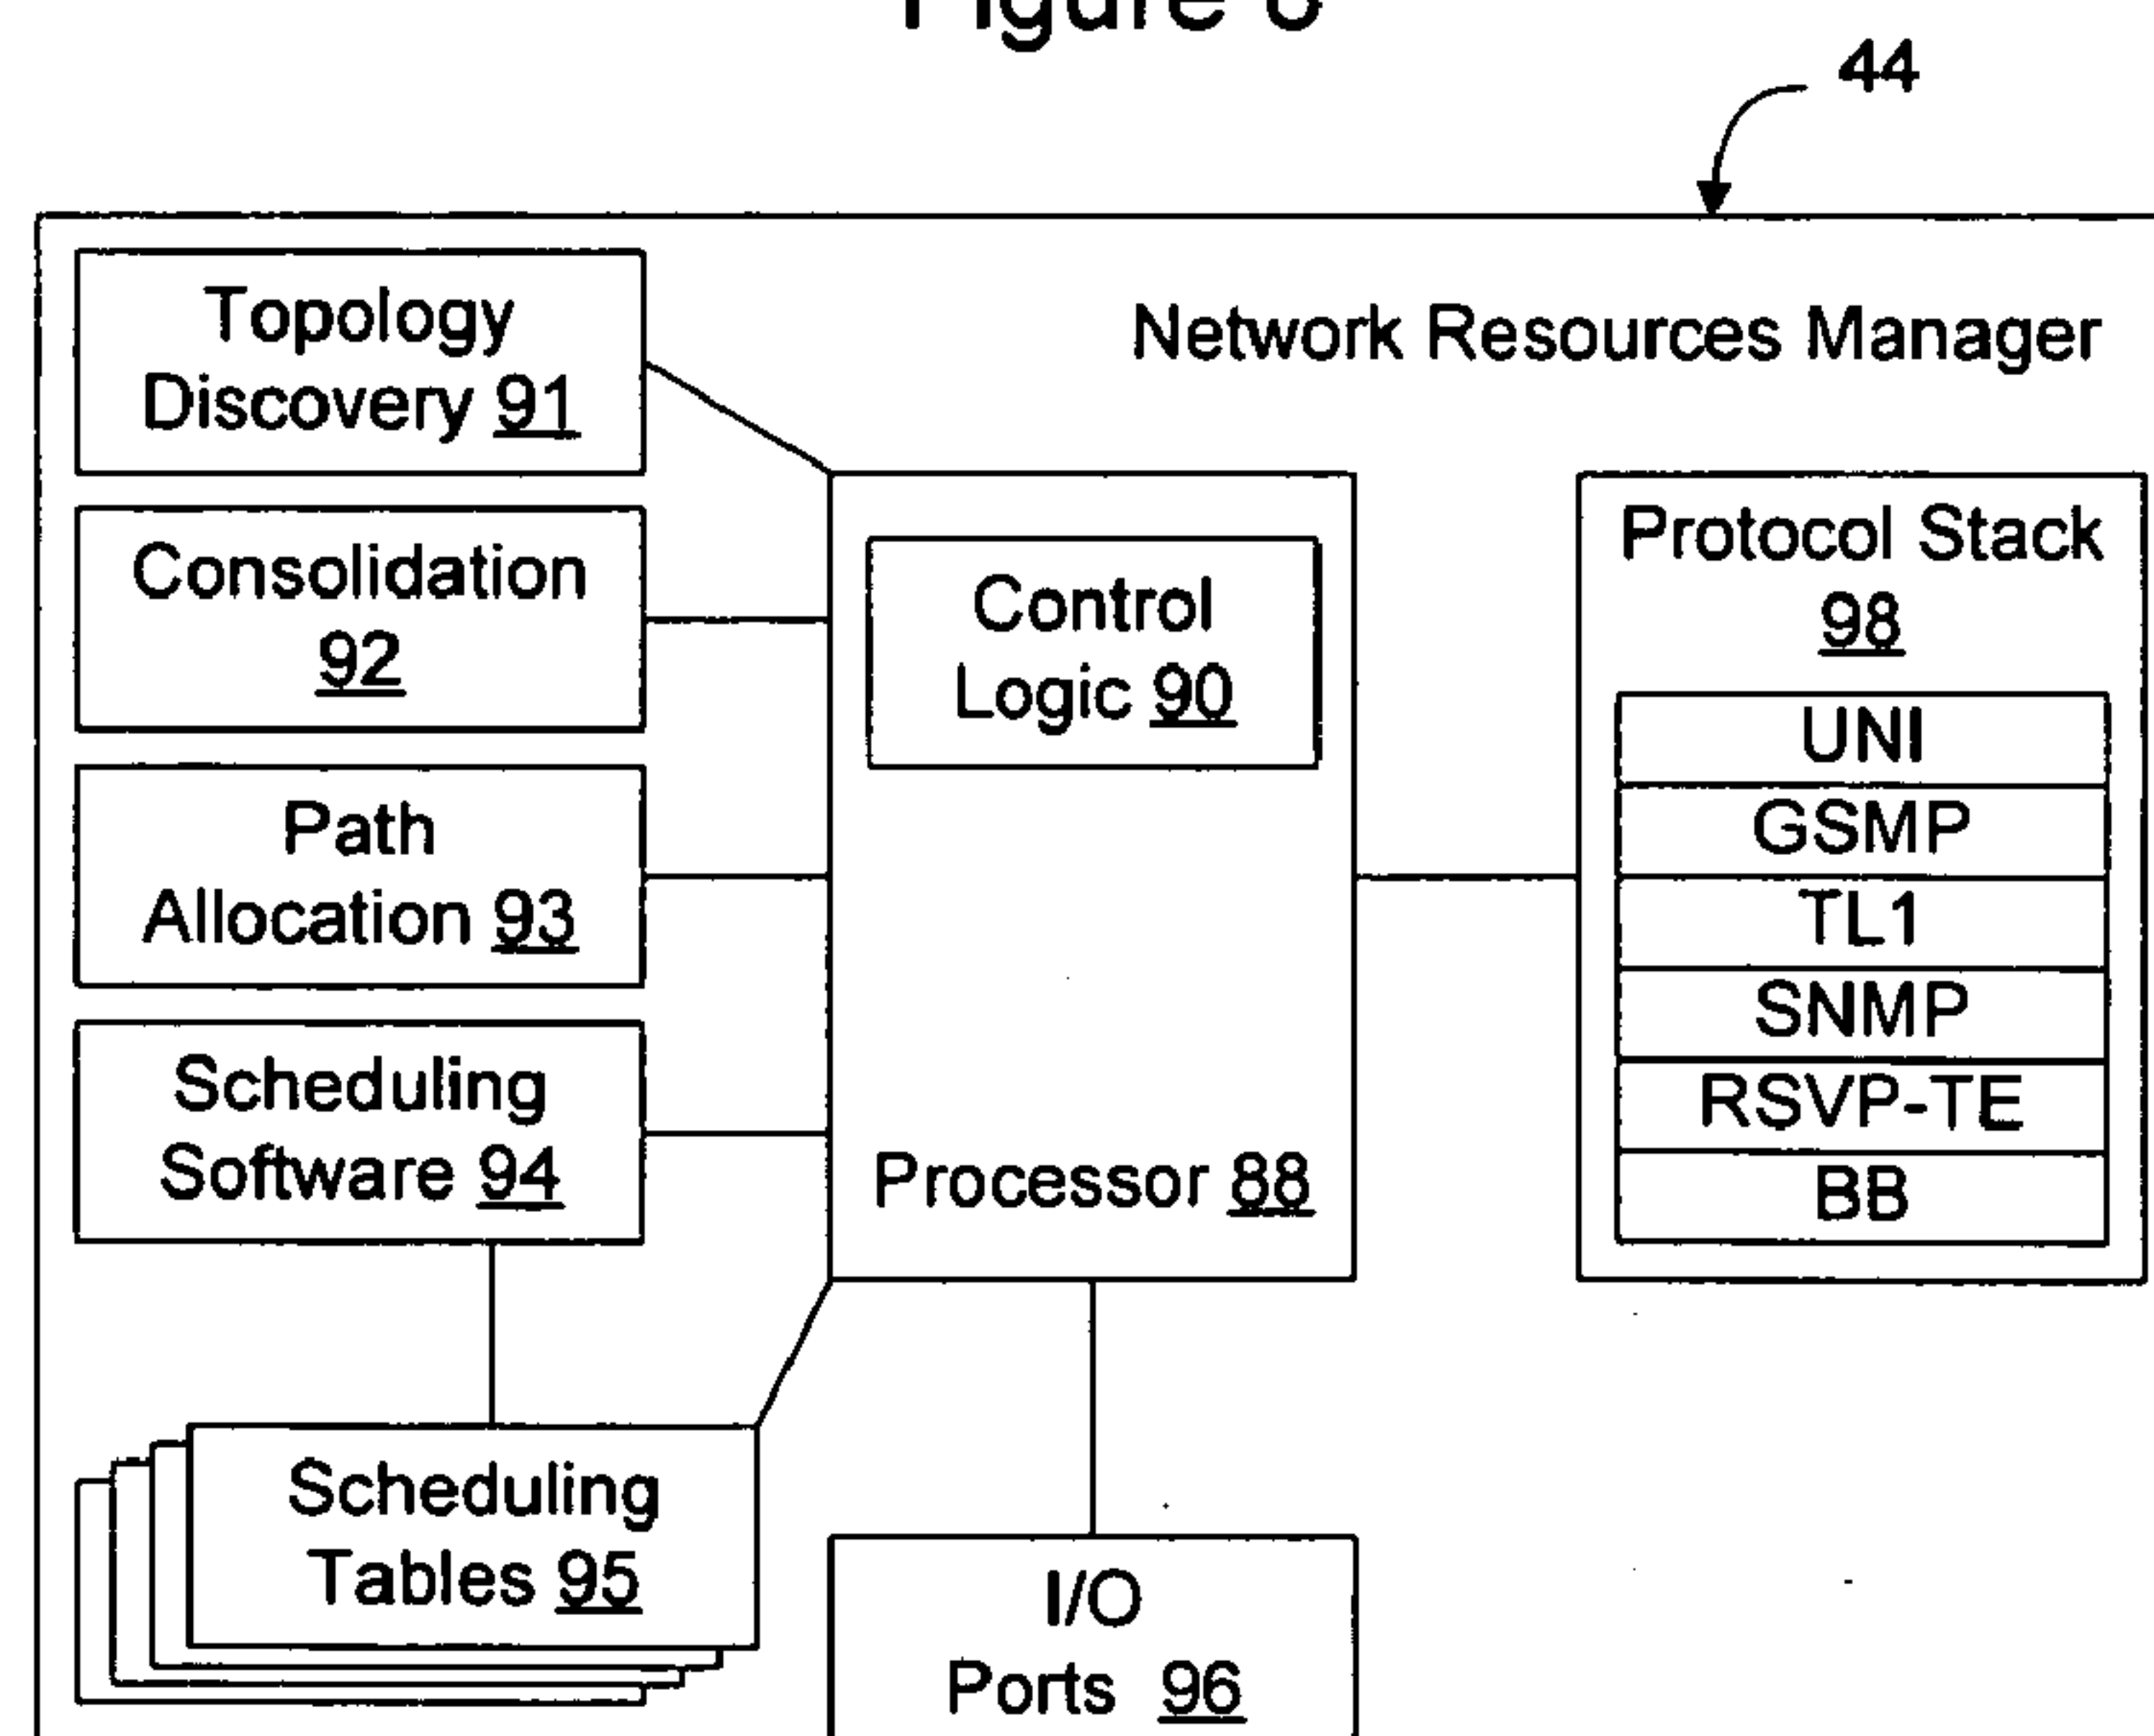 Figure
44
Network Resources Manager
Topology
Discovery 91
Consolidation
92
Path
Allocation 93
Scheduling
Software 94
Scheduling
Tables 95
Control
Logic 90
Processor 88
I/O
Ports 96
Protocol Stack
98
UNI
GSMP
TL1
SNMP
RSVP-TE
BB